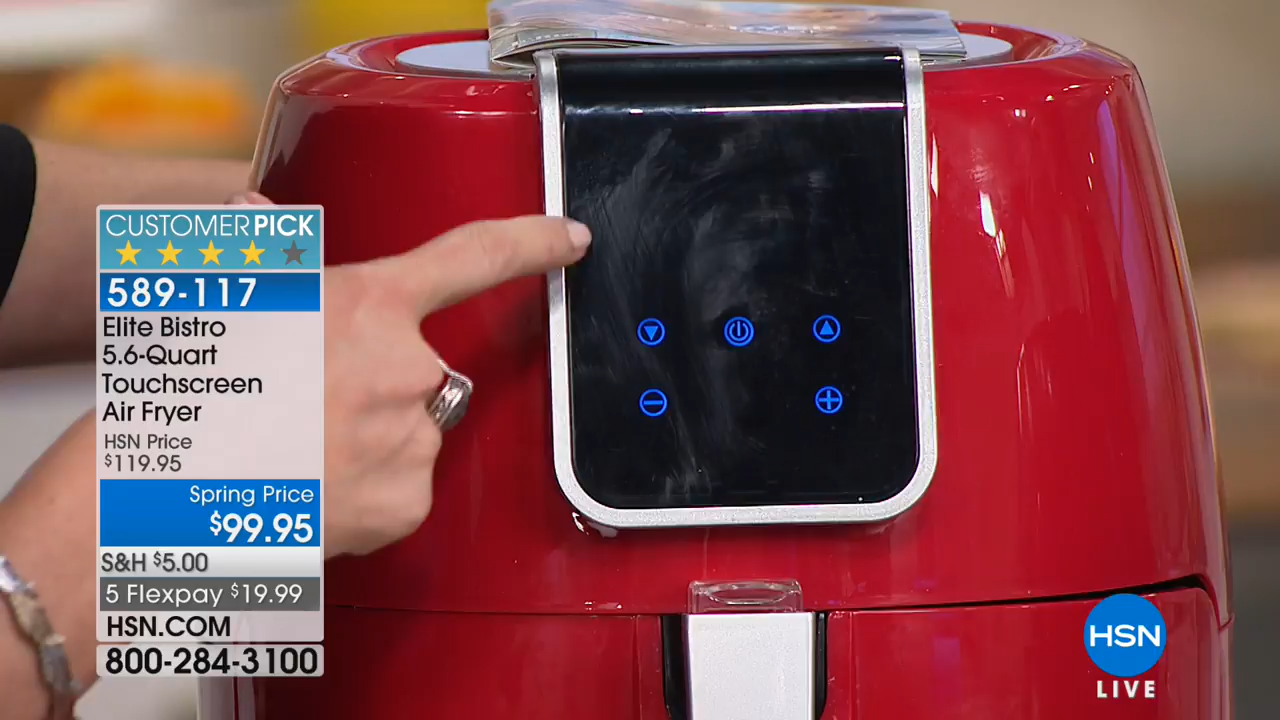 CUSTOMER PICK
589-117
Elite Bistro
5.6-Quart
Touchscreen
Air Fryer
HSN Price
$119.95
Spring Price
$99.95
S&H $5.00
5 Flexpay $19.99
HSN.COM
800-284-3100
HSN
LIVE